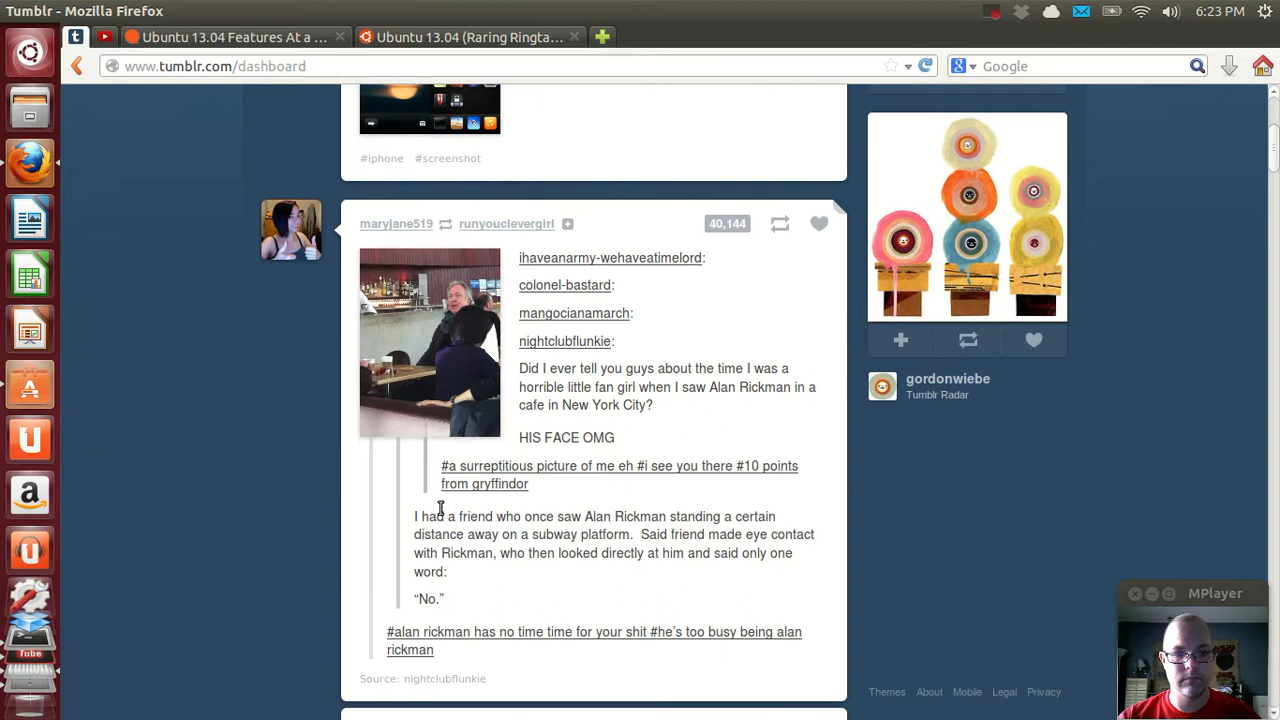 Tumblr - Mozilla Firefox
6:23 PM
Ubuntu 13.04 Features At a ...
Ubuntu 13.04 (Raring Ringta...
www.tumblr.com/dashboard
Google
#iphone #screenshot
maryjane519 runyouclevergirl
40,144
ihaveanarmy-wehaveatimelord:
colonel-bastard:
mangocianamarch:
nightclubflunkie:
Did I ever tell you guys about the time I was a
horrible little fan girl when I saw Alan Rickman in a
cafe in New York City?
HIS FACE OMG
#a surreptitious picture of me eh #i see you there #10 points
from gryffindor
I had a friend who once saw Alan Rickman standing a certain
distance away on a subway platform.  Said friend made eye contact
with Rickman, who then looked directly at him and said only one
word:
“No.”
#alan rickman has no time time for your shit #he’s too busy being alan
rickman
Source: nightclubflunkie
gordonwiebe
Tumblr Radar
Themes About Mobile Legal Privacy
MPlayer
Tube